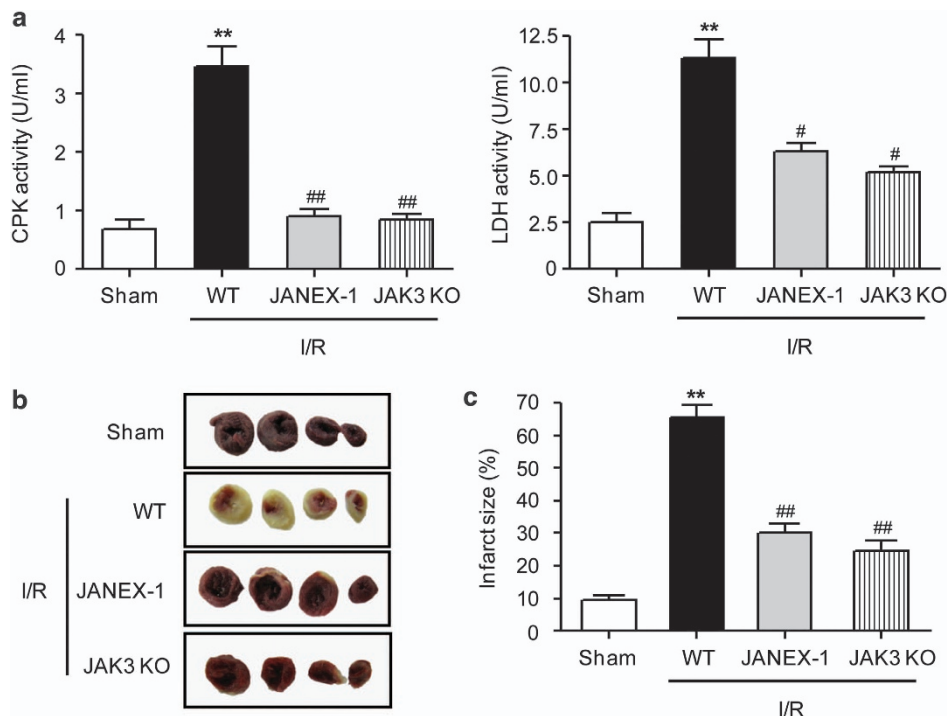 a
CPK activity (U/ml)
4
3
2
1
0
**
##
##
Sham
WT
JANEX-1
JAK3 KO
I/R
LDH activity (U/ml)
12.5
10.0
7.5
5.0
2.5
0
**
#
#
Sham
WT
JANEX-1
JAK3 KO
I/R
b
Sham
WT
I/R
JANEX-1
JAK3 KO
c
Infarct size (%)
70
60
50
40
30
20
10
0
**
##
##
Sham
WT
JANEX-1
JAK3 KO
I/R